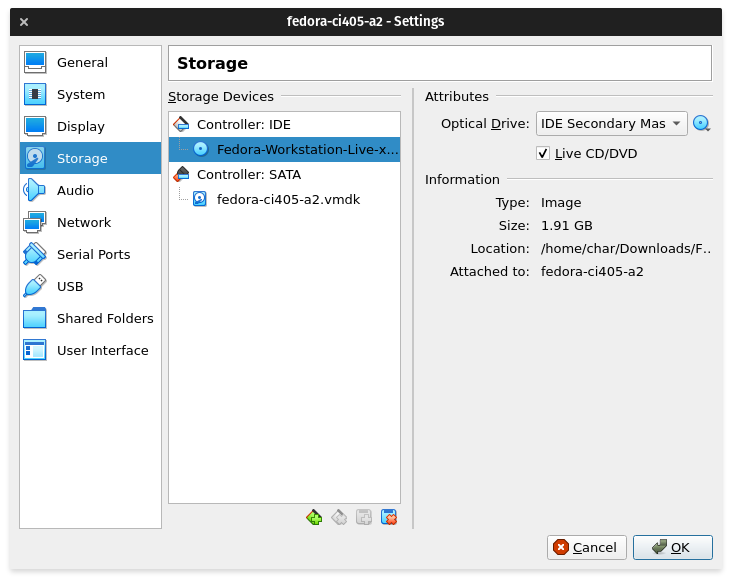 fedora-ci405-a2 - Settings
General
System
Display
Storage
Audio
Network
Serial Ports
USB
Shared Folders
User Interface
Storage
Storage Devices
Controller: IDE
Fedora-Workstation-Live-x...
Controller: SATA
fedora-ci405-a2.vmdk
Attributes
Optical Drive: IDE Secondary Mas
Live CD/DVD
Information
Type: Image
Size: 1.91 GB
Location: /home/char/Downloads/F..
Attached to: fedora-ci405-a2
Cancel
OK